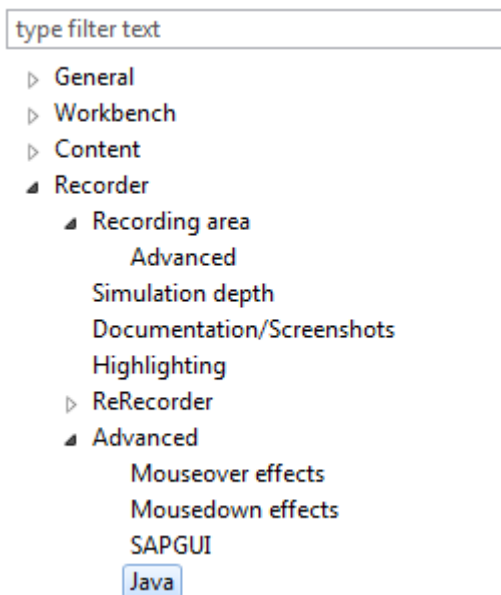 type filter text
General
Workbench
Content
Recorder
Recording area
Advanced
Simulation depth
Documentation/Screenshots
Highlighting
ReRecorder
Advanced
Mouseover effects
Mousedown effects
SAPGUI
Java